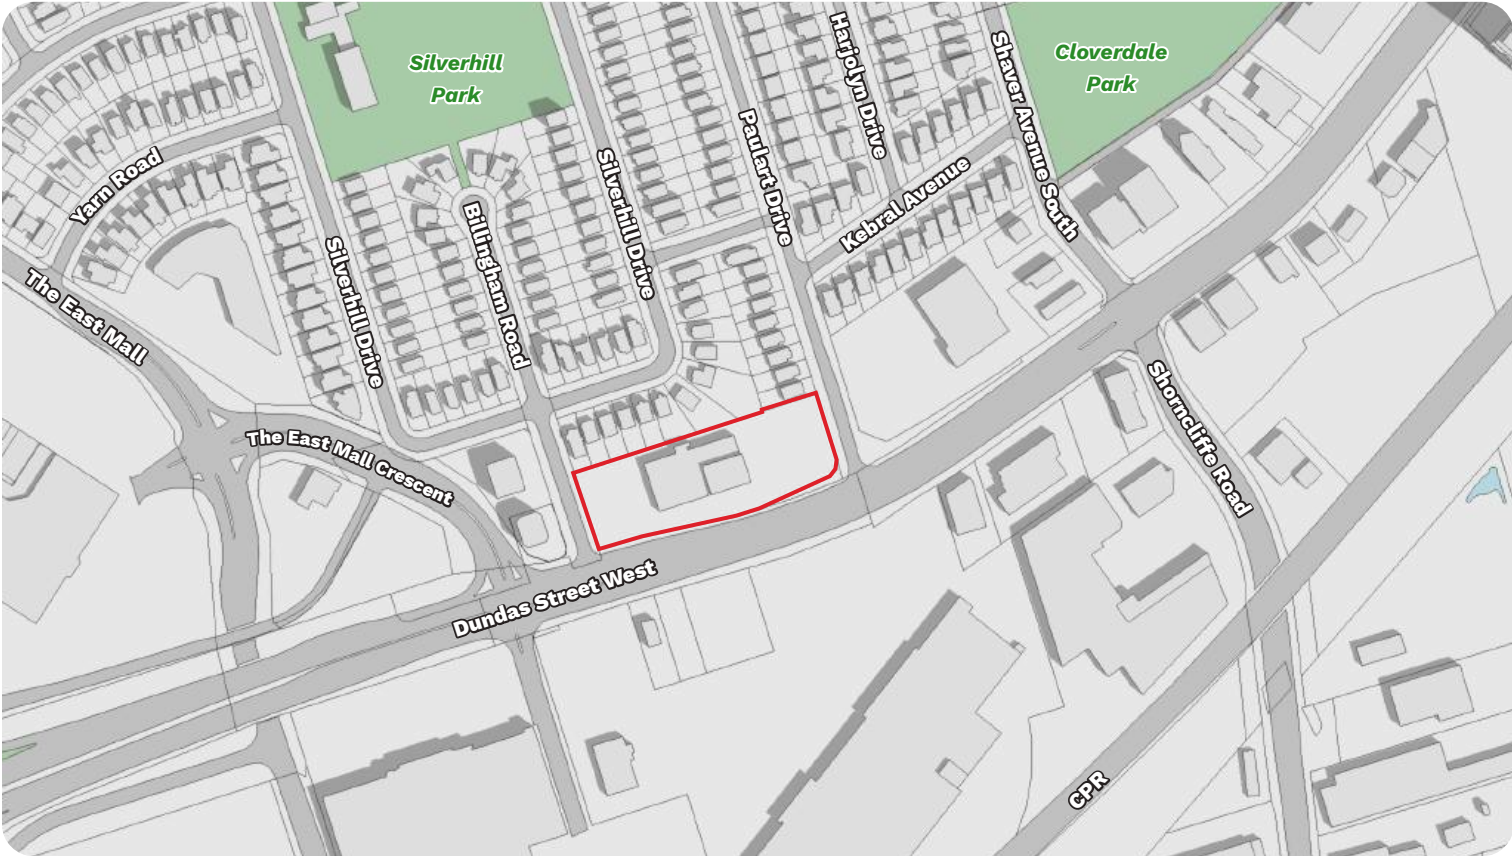 Silverhill
Park
Cloverdale
Park
Harjolyn Drive
Shaver Avenue South
Paulart Drive
Yarn Road
Silverhill Drive
Kebral Avenue
Billingham Road
Silverhill Drive
The East Mall
The East Mall Crescent
Shorncliffe Road
Dundas Street West
CPR